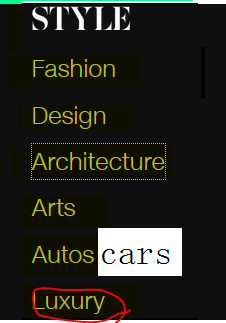 STYLE
Fashion
Design
Architecture
Arts
Autos cars
Luxury